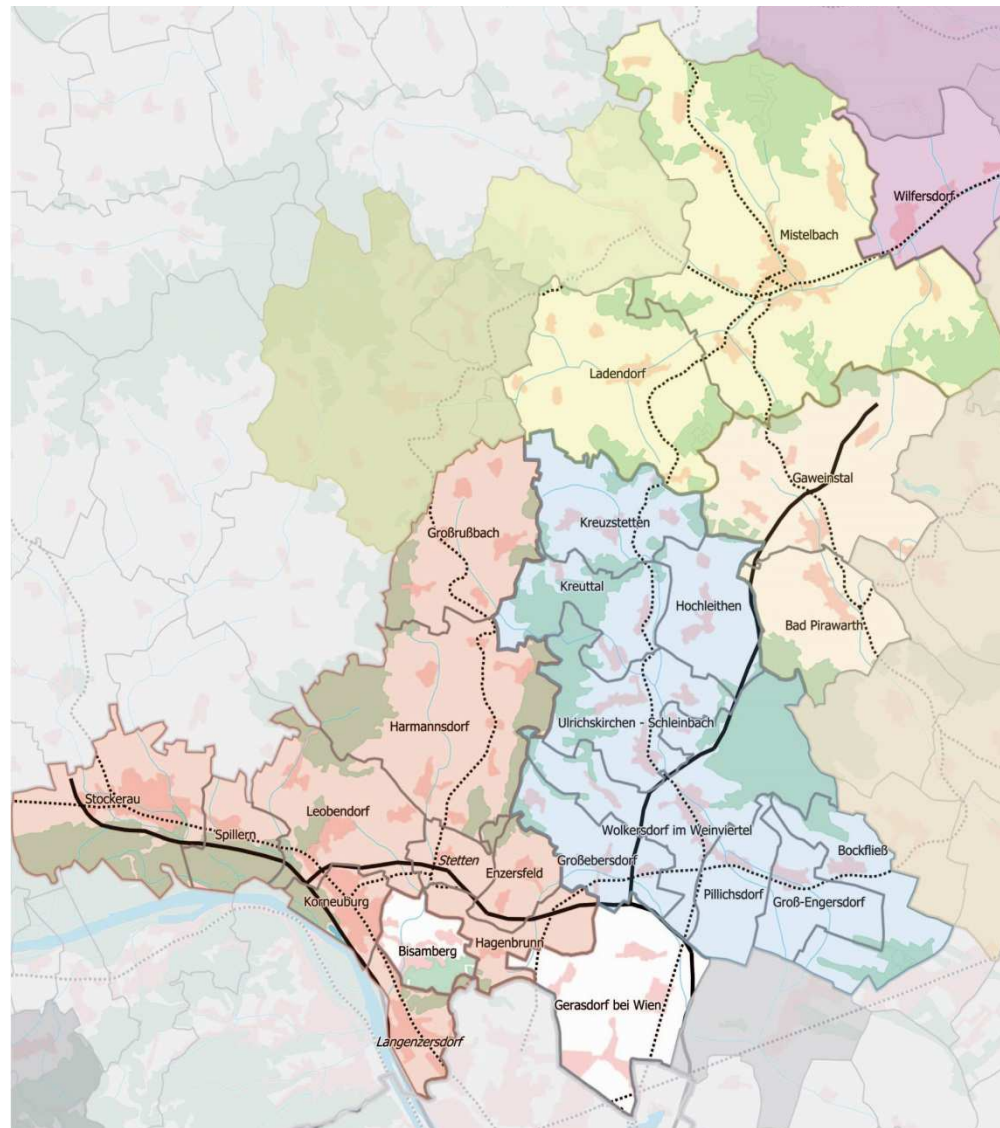 Wilfersdorf
Mistelbach
Ladendorf
Gaweinstal
Kreuzstetten
Großrußbach
Kreuttal
Hochleithen
Bad Pirawarth
Harmannsdorf
Ulrichskirchen - Schleinbach
Stockerau
Leobendorf
Spillern
Wolkersdorf im Weinviertel
Bockfließ
Stetten
Großebersdorf
Enzersfeld
Pillichsdorf
Groß-Engersdorf
Korneuburg
Hagenbrunn
Bisamberg
Gerasdorf bei Wien
Langenzersdorf